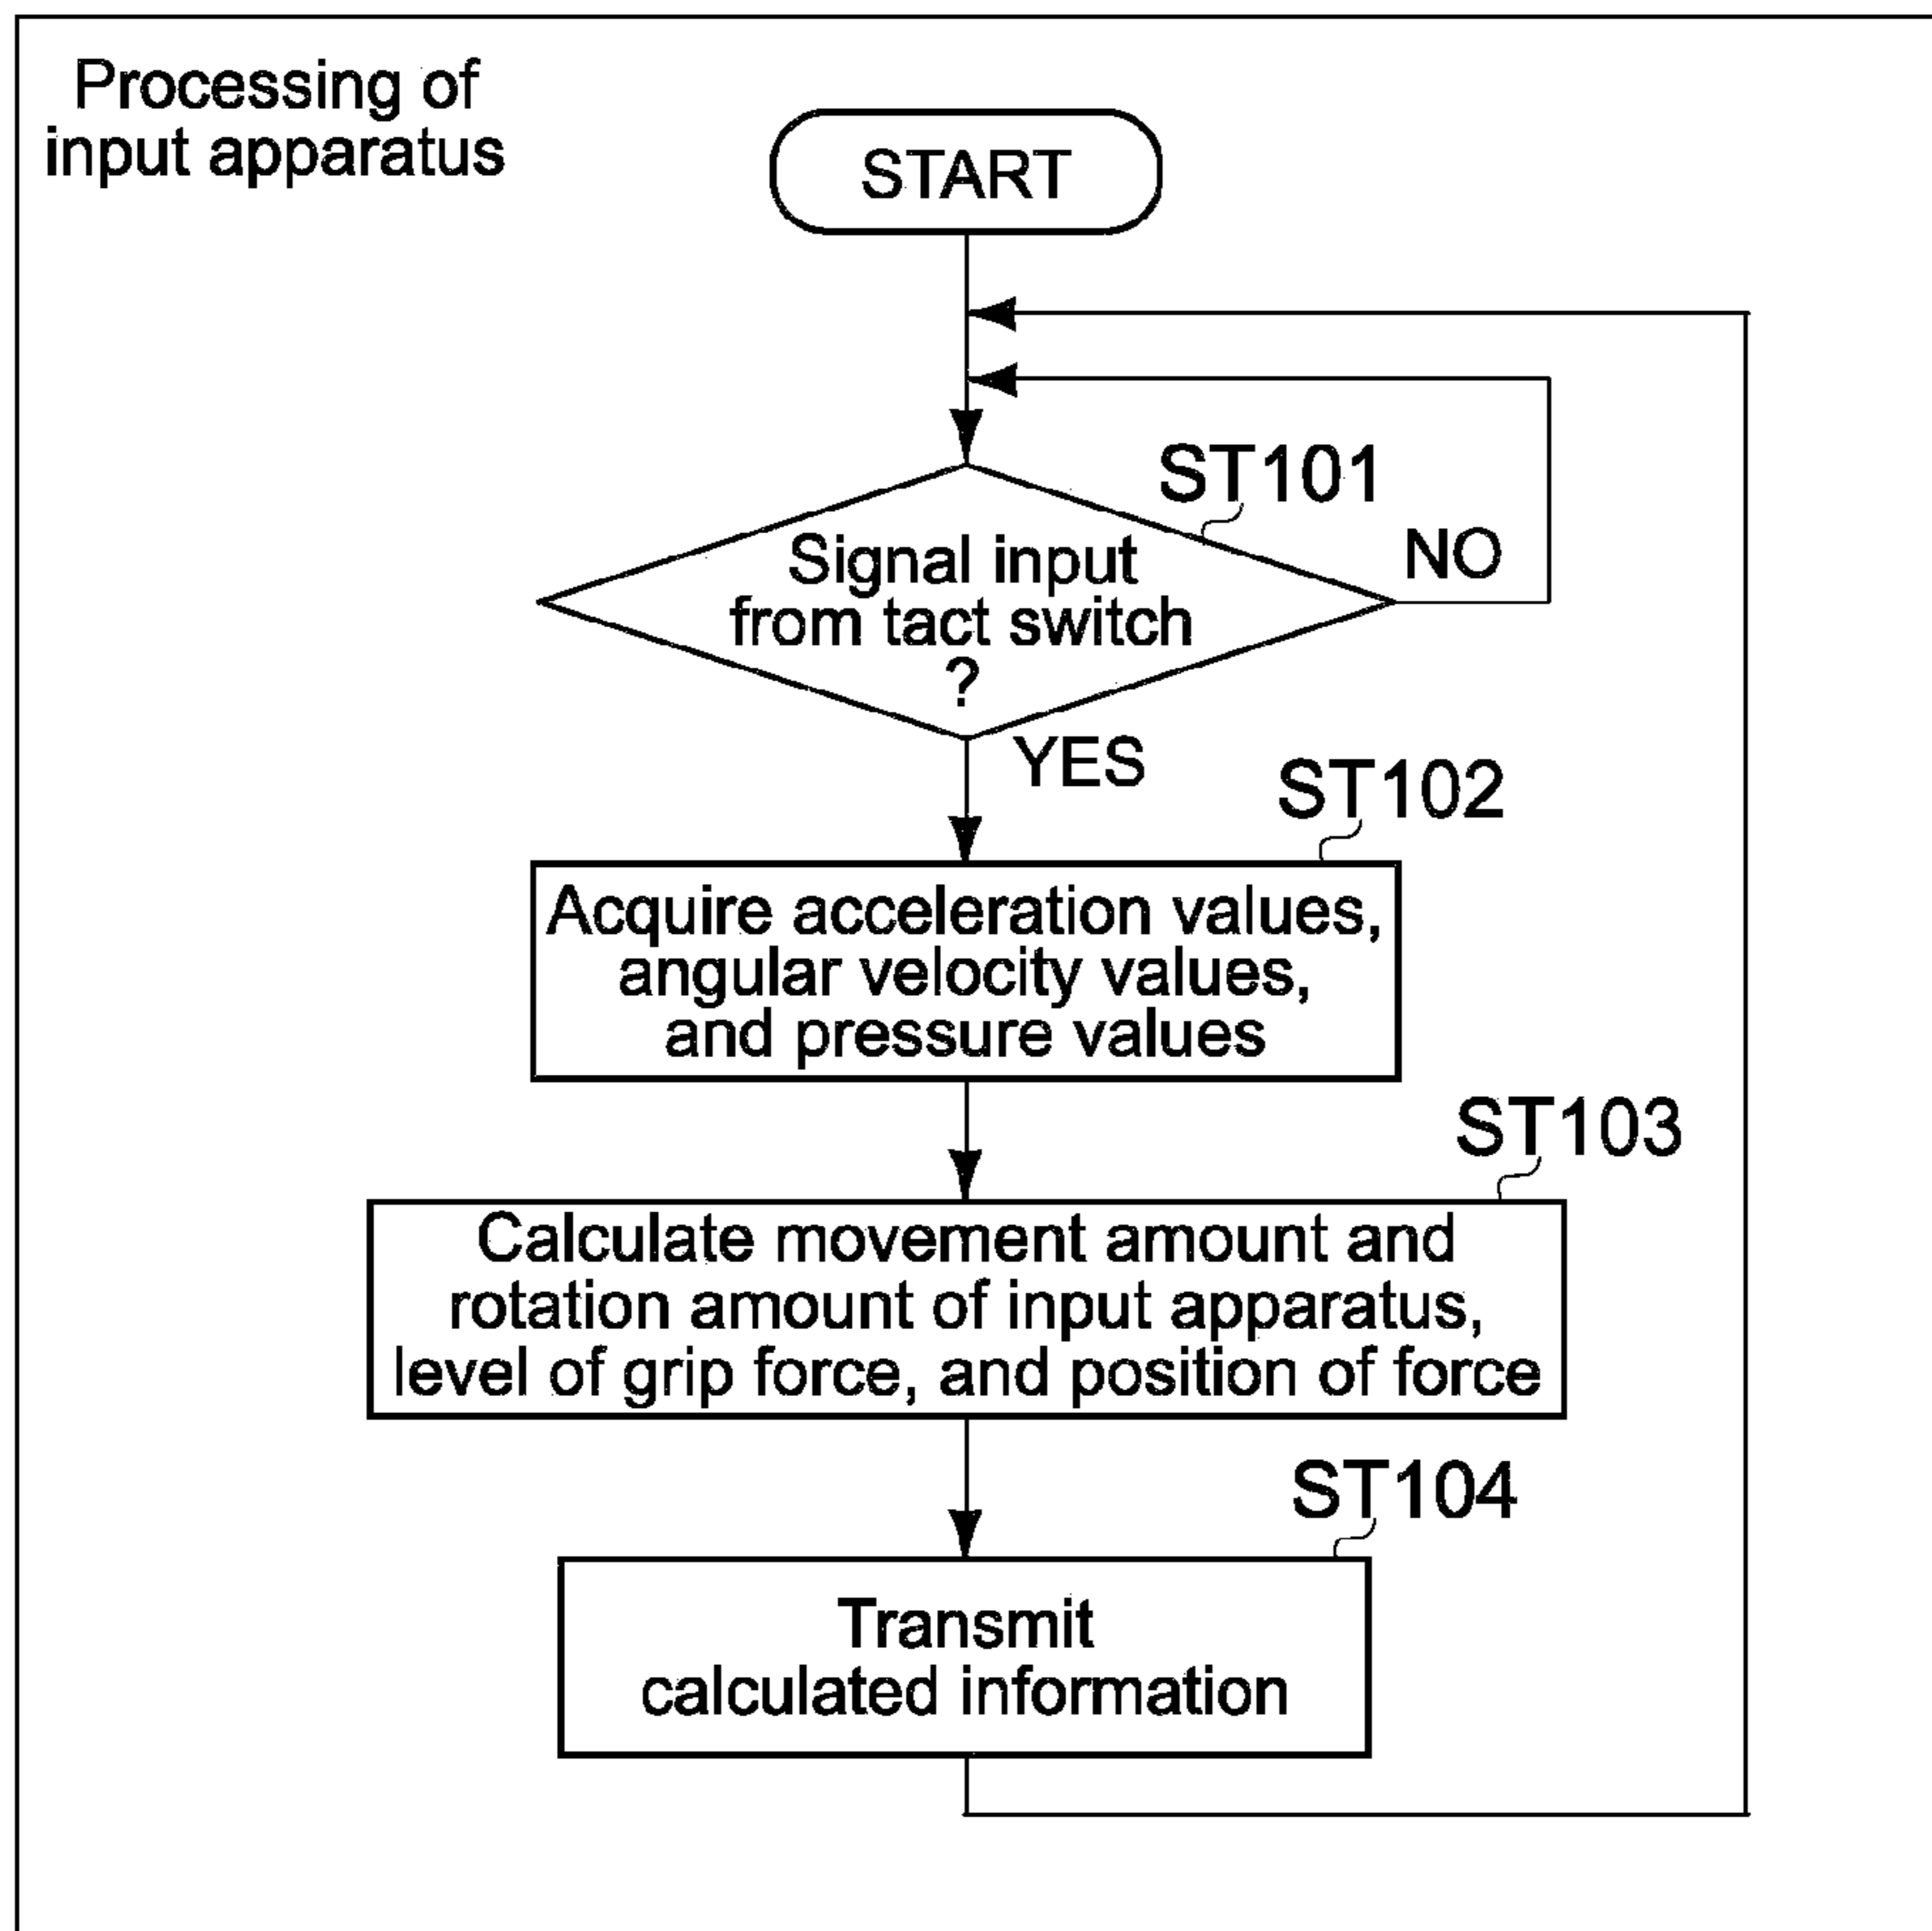 Processing of
input apparatus
START
ST101
Signal input
from tact switch
?
NO
YES
ST102
Acquire acceleration values,
angular velocity values,
and pressure values
ST103
Calculate movement amount and
rotation amount of input apparatus,
level of grip force, and position of force
ST104
Transmit
calculated information